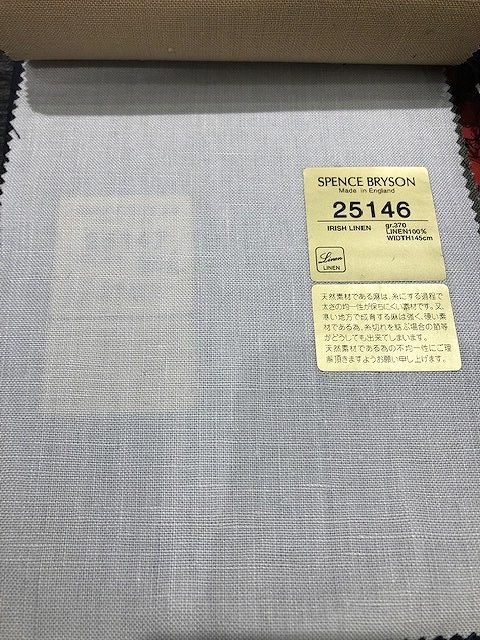 SPENCE BRYSON
Made in England
25146
IRISH LINEN gr.370
LINEN100%
WIDTH145cm
Linen
LINEN
天然素材である麻は、糸にする過程で
太さの均一性が保ちにくい素材です。又、
寒い地方で成育する麻は強く、硬い素
材である為、糸切れを結ぶ場合の節等
がどうしても出来てしまいます。
天然素材である為の不均一性にご理
解頂きますようお願い申し上げます。